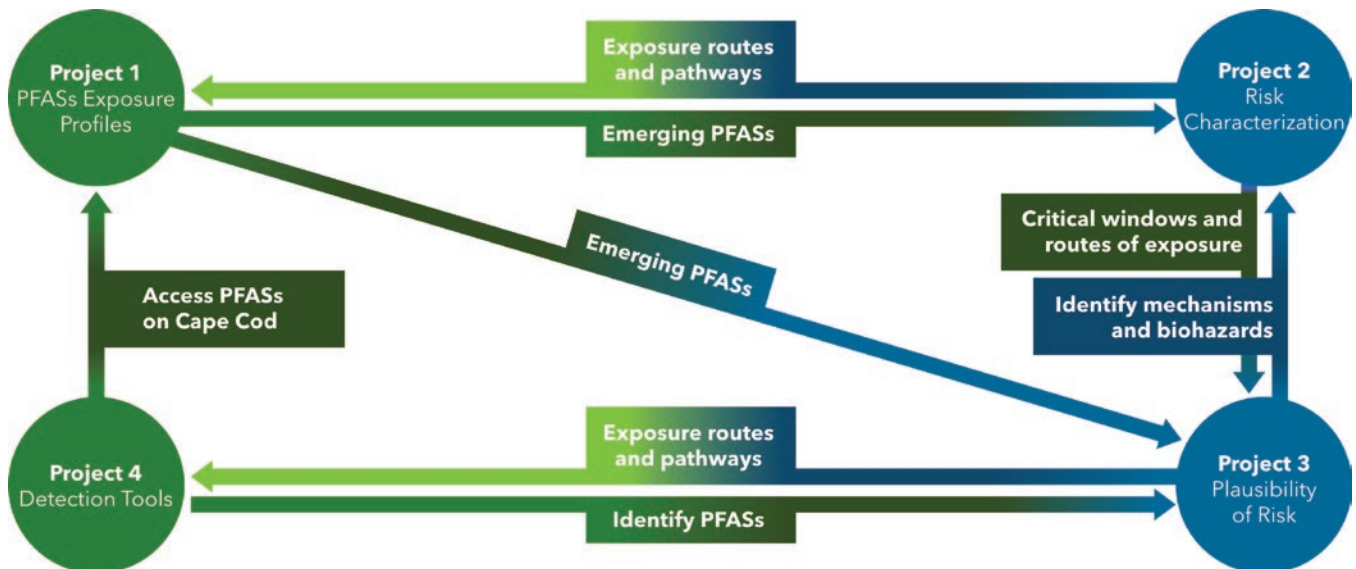 Project 1
PFASs Exposure
Profiles
Exposure routes
and pathways
Emerging PFASs
Project 2
Risk
Characterization
Emerging PFASs
Critical windows and
routes of exposure
Identify mechanisms
and biohazards
Access PFASs
on Cape Cod
Project 4
Detection Tools
Exposure routes
and pathways
Identify PFASs
Project 3
Plausibility
of Risk